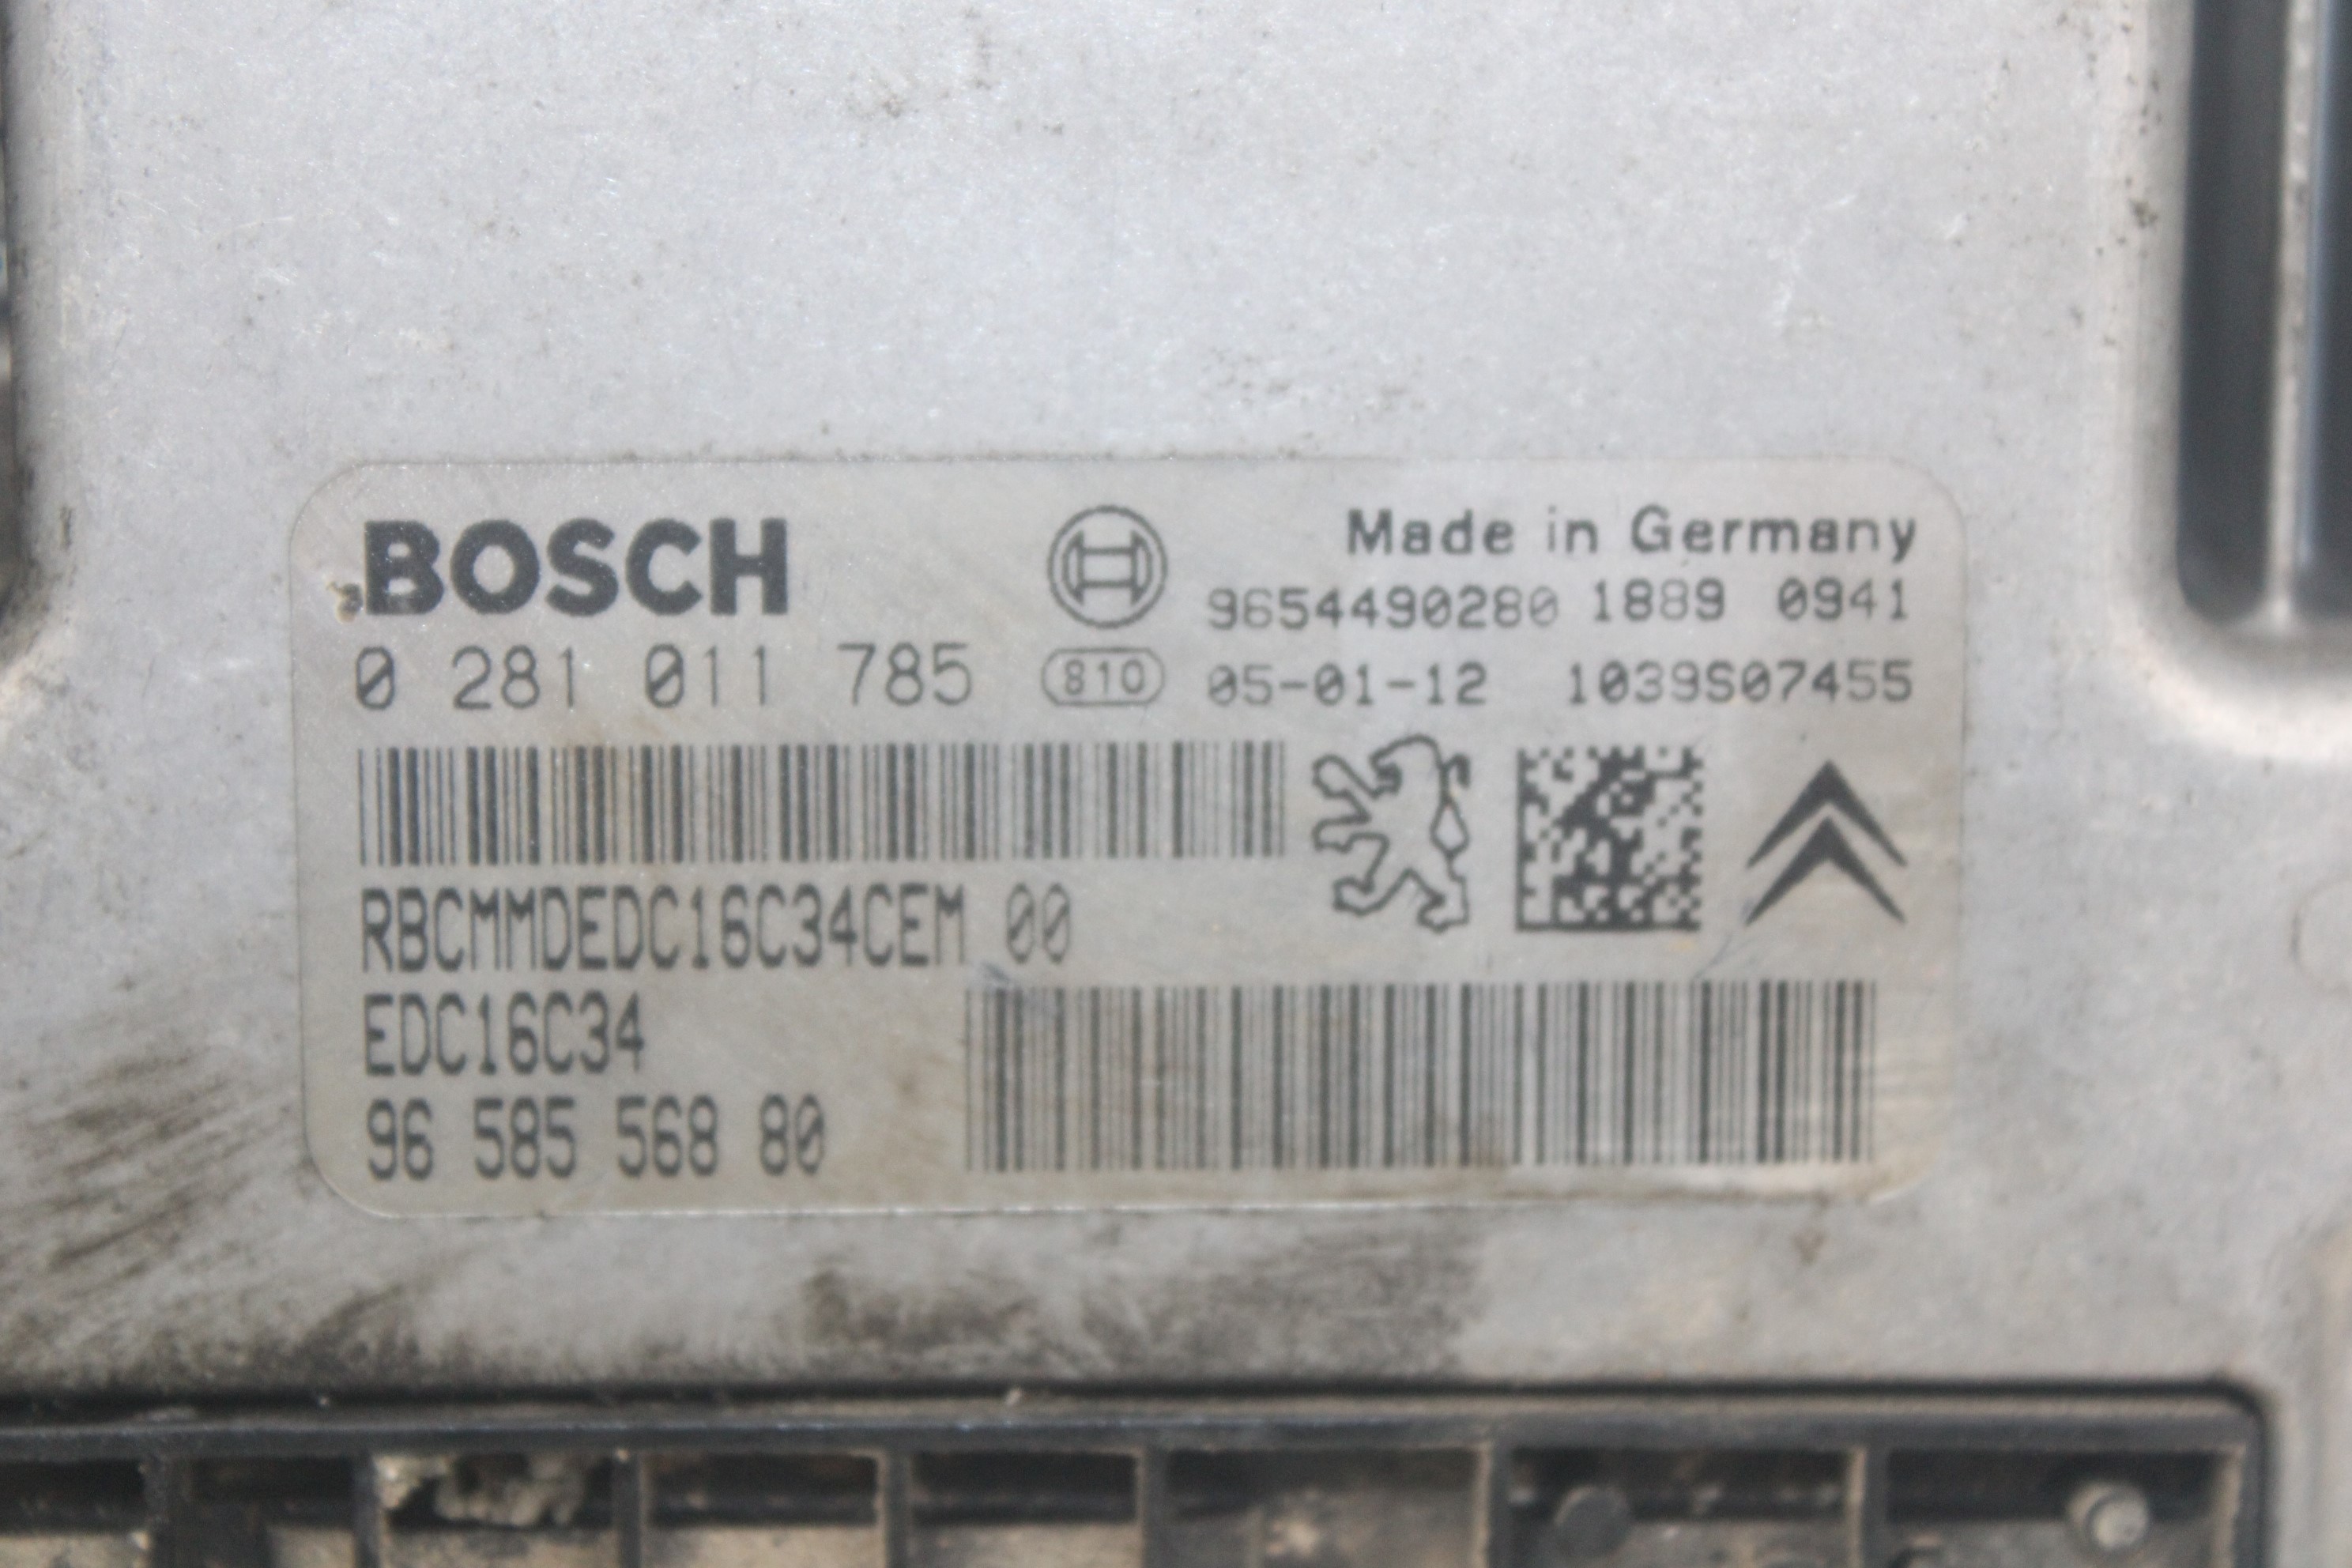 BOSCH
Made in Germany
9654490280 1889 0941
0 281 011 785
810
05-01-12 1039S07455
RBCMMDEDC16C34CEM 00
EDC16C34
96 585 568 80